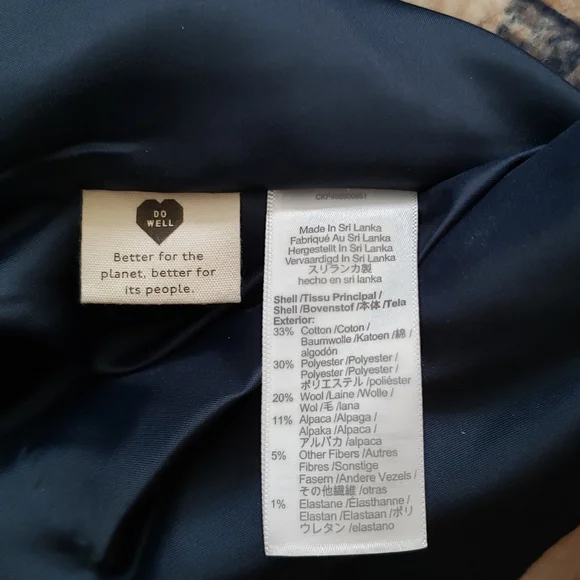 DO
WELL
Better for the
planet, better for
its people.
Made In Sri Lanka
Fabriqué Au Sri Lanka
Hergestellt In Sri Lanka
Vervaardigd In Sri Lanka
スリランカ製
hecho en sri lanka
Shell /Tissu Principal /
Shell /Bovenstof /本体 /Tela
Exterior:
33% Cotton /Coton /
Baumwolle /Katoen /綿 /
algodón
30% Polyester /Polyester /
Polyester /Polyester /
ポリエステル /poliéster
20% Wool /Laine /Wolle /
Wol /毛 /lana
11% Alpaca /Alpaga /
Alpaka /Alpaca /
アルパカ /alpaca
5% Other Fibers /Autres
Fibres /Sonstige
Fasern /Andere Vezels /
その他繊維 /otras
1% Elastane /Élasthanne /
Elastan /Elastaan /ポリ
ウレタン /elastano